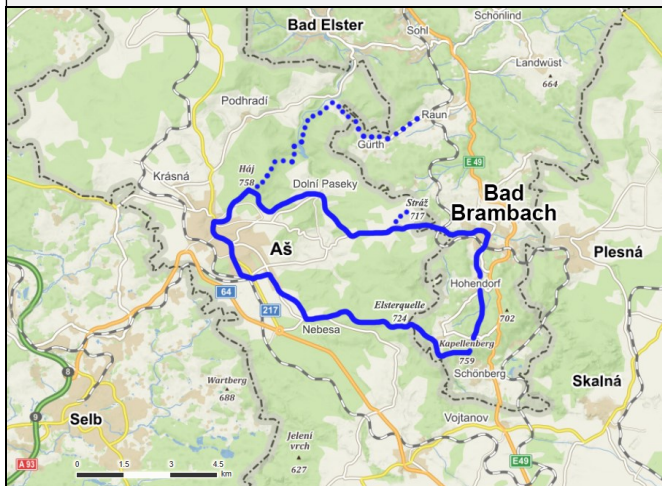 Schönlind
Bad Elster
Sohl
Landwüst
664
Podhradí
Raun
Gürth
E 49
Háj
758
Krásná
Dolní Paseky
Stráž
717
Bad
Brambach
Aš
Plesná
Hohendorf
64
217
Elsterquelle
724
702
Nebesa
Kapellenberg
759
8
Schönberg
Wartberg
688
Skalná
9
Selb
Vojtanov
Jelení
vrch
627
A 93
0 1.5 3 4.5
km
E49